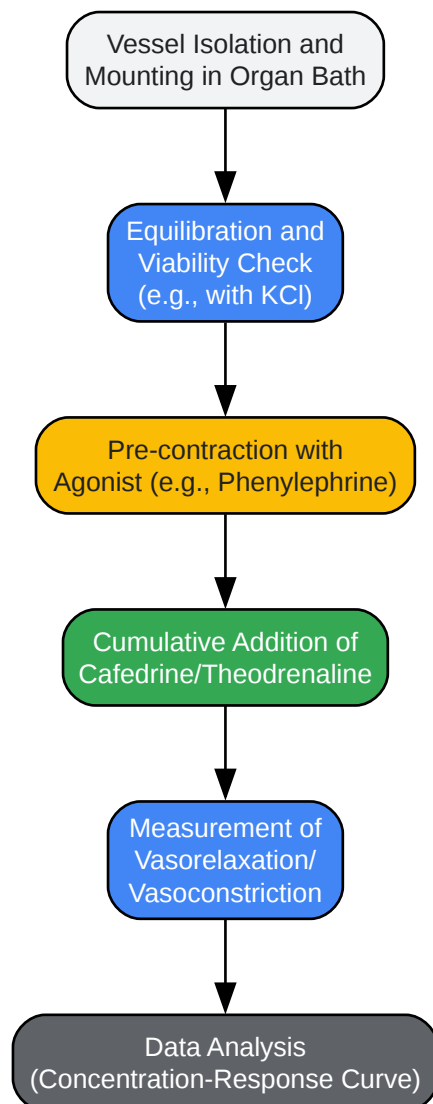 Vessel Isolation and
Mounting in Organ Bath
Equilibration and
Viability Check
(e.g., with KCl)
Pre-contraction with
Agonist (e.g., Phenylephrine)
Cumulative Addition of
Cafedrine/Theodrenaline
Measurement of
Vasorelaxation/
Vasoconstriction
Data Analysis
(Concentration-Response Curve)